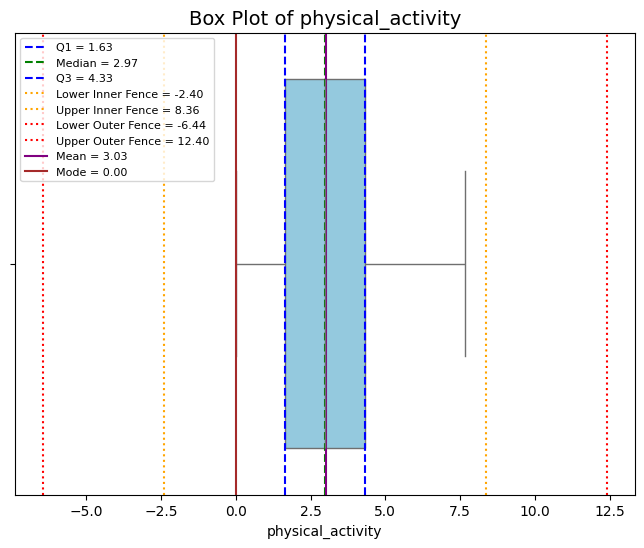 Box Plot of physical_activity
Q1 = 1.63
Median = 2.97
Q3 = 4.33
Lower Inner Fence = -2.40
Upper Inner Fence = 8.36
Lower Outer Fence = -6.44
Upper Outer Fence = 12.40
Mean = 3.03
Mode = 0.00
−5.0 −2.5 0.0 2.5 5.0 7.5 10.0 12.5
physical_activity